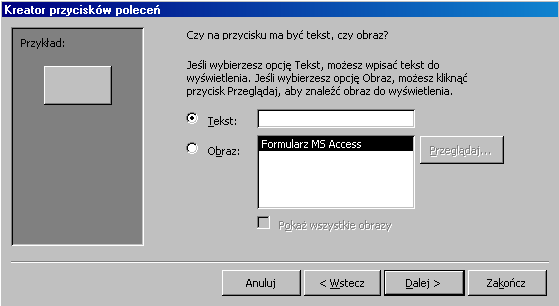 Kreator przycisków poleceń
Przykład:
Czy na przycisku ma być tekst, czy obraz?
Jeśli wybierzesz opcję Tekst, możesz wpisać tekst do
wyświetlenia. Jeśli wybierzesz opcję Obraz, możesz kliknąć
przycisk Przeglądaj, aby znaleźć obraz do wyświetlenia.
Tekst:
Obraz:
Formularz MS Access
Przeglądaj...
Pokaż wszystkie obrazy
Anuluj
< Wstecz
Dalej >
Zakończ